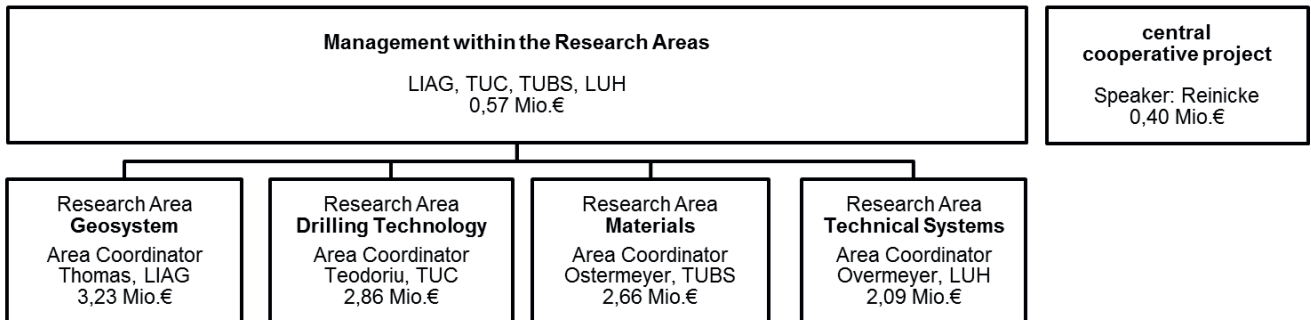 Management within the Research Areas
LIAG, TUC, TUBS, LUH
0,57 Mio.€
central
cooperative project
Speaker: Reinicke
0,40 Mio.€
Research Area
Geosystem
Area Coordinator
Thomas, LIAG
3,23 Mio.€
Research Area
Drilling Technology
Area Coordinator
Teodoriu, TUC
2,86 Mio.€
Research Area
Materials
Area Coordinator
Ostermeyer, TUBS
2,66 Mio.€
Research Area
Technical Systems
Area Coordinator
Overmeyer, LUH
2,09 Mio.€